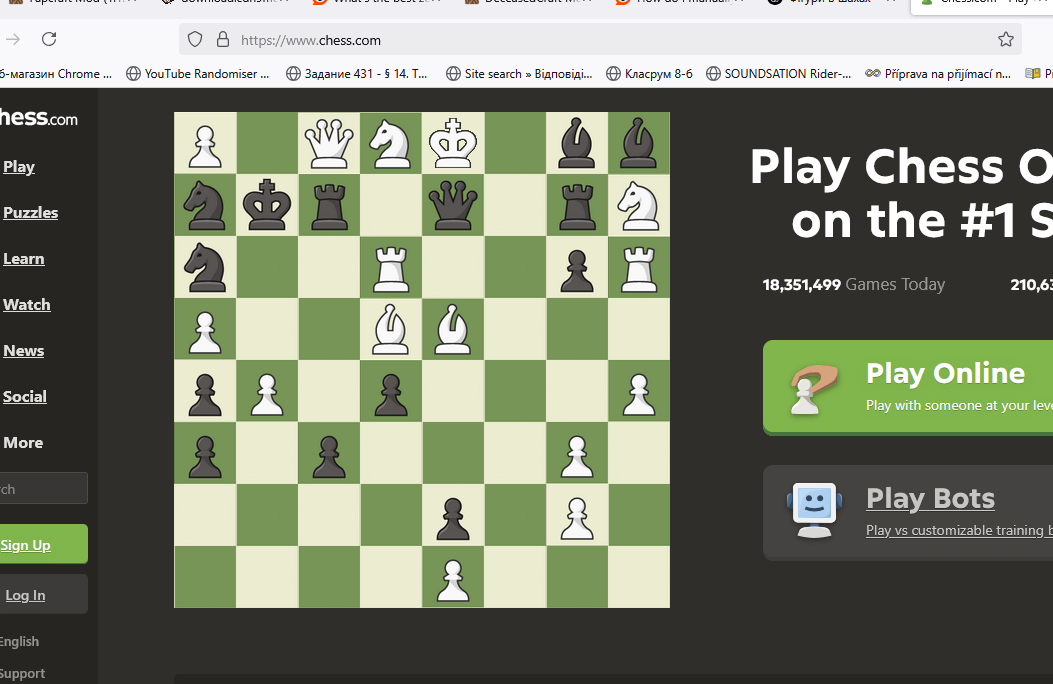 https://www.chess.com
б-магазин Chrome ...
YouTube Randomiser ...
Задание 431 - § 14. Т...
Site search » Відповіді...
Класрум 8-б
SOUNDSATION Rider-...
Příprava na přijímací n...
hess.com
Play
Puzzles
Learn
Watch
News
Social
More
rch
Sign Up
Log In
English
Support
Play Chess O
on the #1 S
18,351,499 Games Today
210,63
Play Online
Play with someone at your leve
Play Bots
Play vs customizable training b